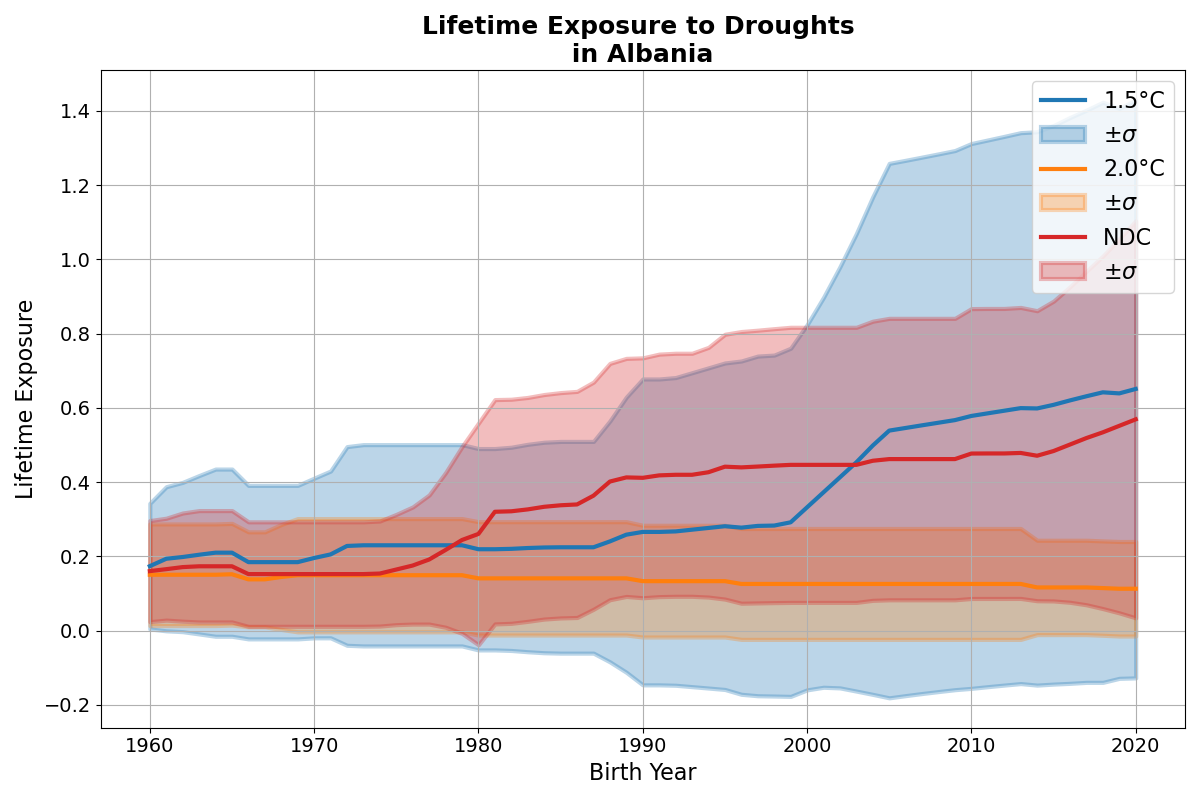 Lifetime Exposure to Droughts
in Albania
1.5°C
±σ
2.0°C
±σ
NDC
±σ
Lifetime Exposure
1.4
1.2
1.0
0.8
0.6
0.4
0.2
0.0
−0.2
1960 1970 1980 1990 2000 2010 2020
Birth Year